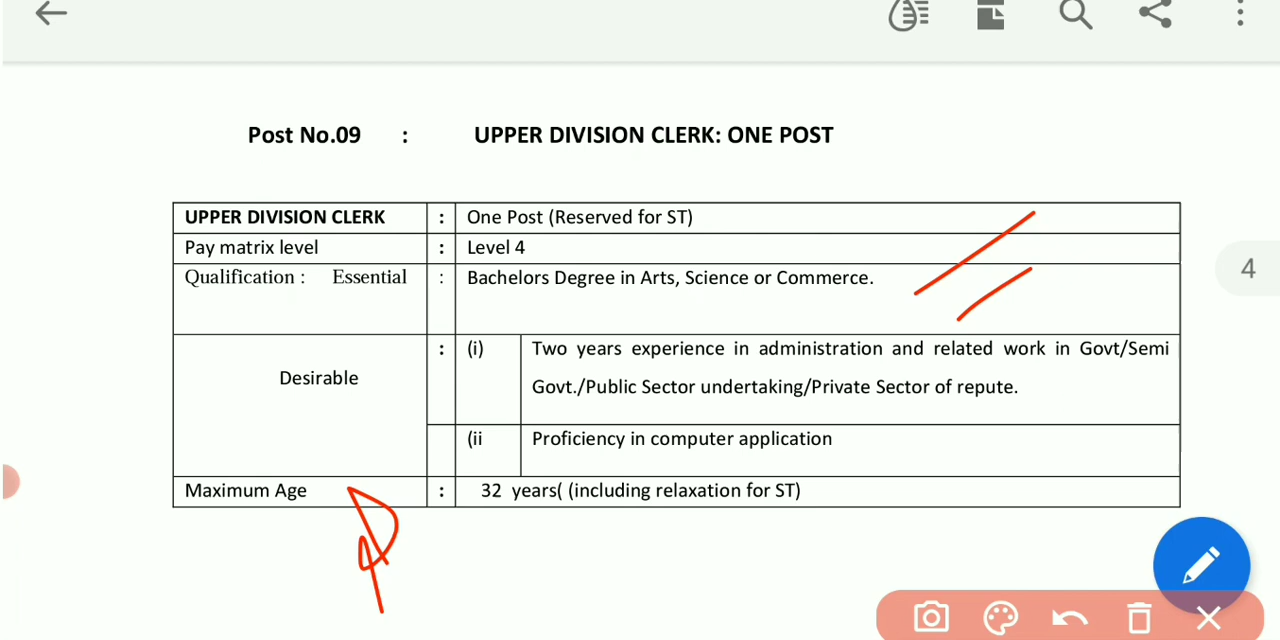 Post No.09 : UPPER DIVISION CLERK: ONE POST
UPPER DIVISION CLERK : One Post (Reserved for ST)
Pay matrix level : Level 4
Qualification : Essential : Bachelors Degree in Arts, Science or Commerce.
4
Desirable : (i) Two years experience in administration and related work in Govt/Semi
Govt./Public Sector undertaking/Private Sector of repute.
(ii Proficiency in computer application
Maximum Age : 32 years( (including relaxation for ST)